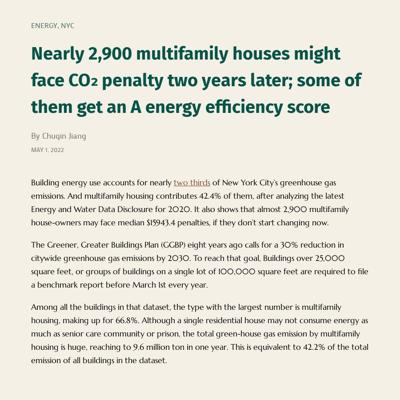 ENERGY, NYC
Nearly 2,900 multifamily houses might
face CO₂ penalty two years later; some of
them get an A energy efficiency score
By Chuqin Jiang
MAY 1, 2022
Building energy use accounts for nearly two thirds of New York City's greenhouse gas
emissions. And multifamily housing contributes 42.4% of them, after analyzing the latest
Energy and Water Data Disclosure for 2020. It also shows that almost 2,900 multifamily
house-owners may face median $15943.4 penalties, if they don't start changing now.
The Greener, Greater Buildings Plan (GGBP) eight years ago calls for a 30% reduction in
citywide greenhouse gas emissions by 2030. To reach that goal, Buildings over 25,000
square feet, or groups of buildings on a single lot of 100,000 square feet are required to file
a benchmark report before March 1st every year.
Among all the buildings in that dataset, the type with the largest number is multifamily
housing, making up for 66.8%. Although a single residential house may not consume energy as
much as senior care community or prison, the total green-house gas emission by multifamily
housing is huge, reaching to 9.6 million ton in one year. This is equivalent to 42.2% of the total
emission of all buildings in the dataset.